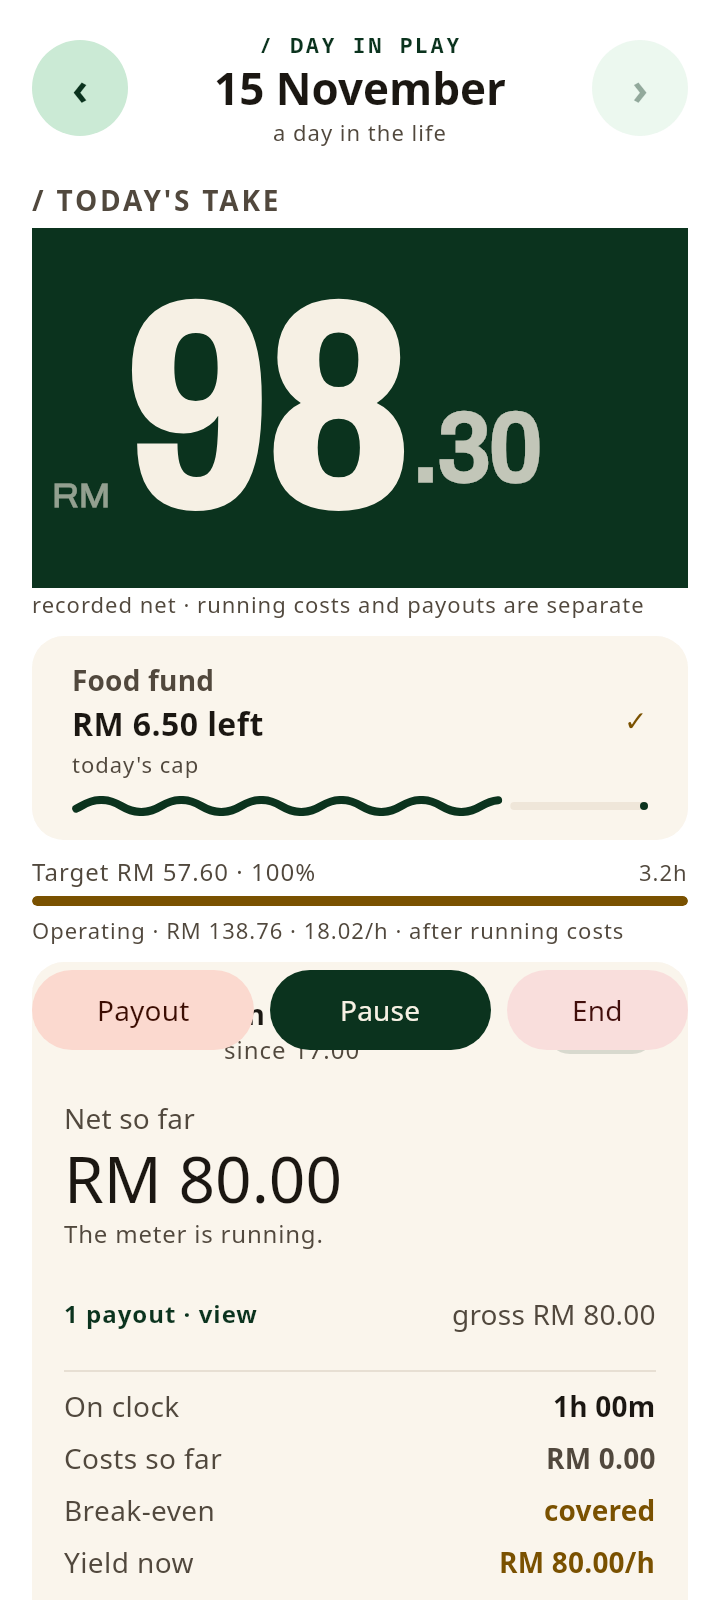 / DAY IN PLAY
‹
15 November
›
a day in the life
/ TODAY'S TAKE
RM 98.30
recorded net · running costs and payouts are separate
Food fund
RM 6.50 left
✓
today's cap
Target RM 57.60 · 100%
3.2h
Operating · RM 138.76 · 18.02/h · after running costs
Payout
Pause
End
since 17:00
Net so far
RM 80.00
The meter is running.
1 payout · view
gross RM 80.00
On clock
1h 00m
Costs so far
RM 0.00
Break-even
covered
Yield now
RM 80.00/h